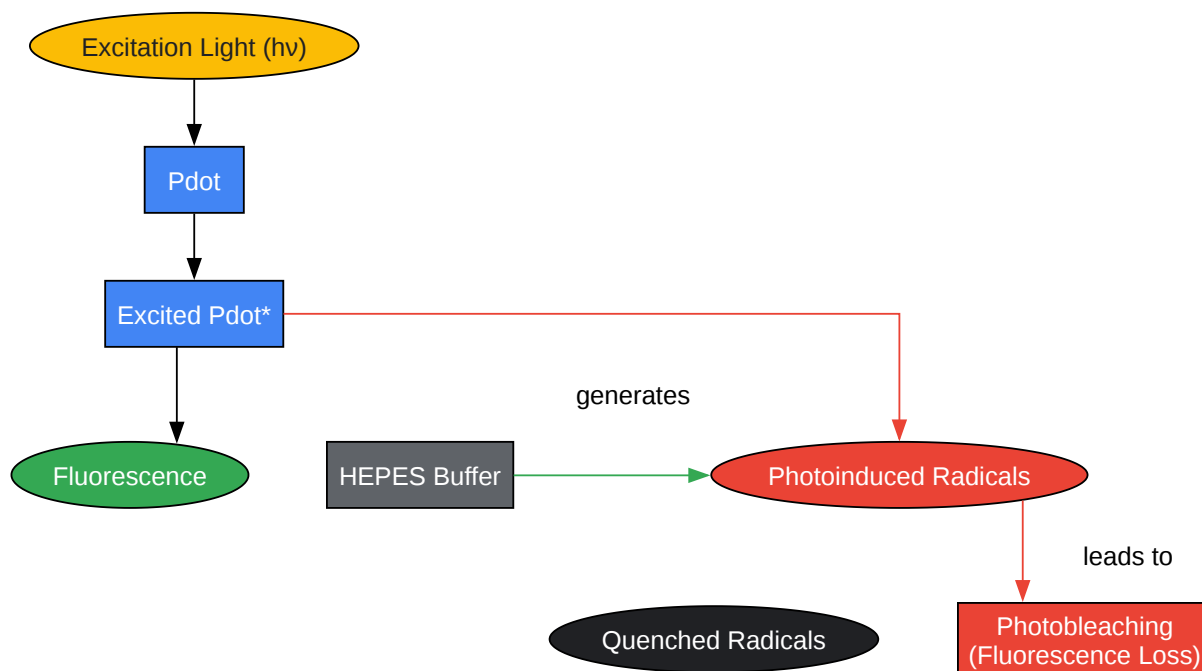 Excitation Light (hν)
Pdot
Excited Pdot*
generates
Fluorescence
HEPES Buffer
Photoinduced Radicals
leads to
Quenched Radicals
Photobleaching
(Fluorescence Loss)